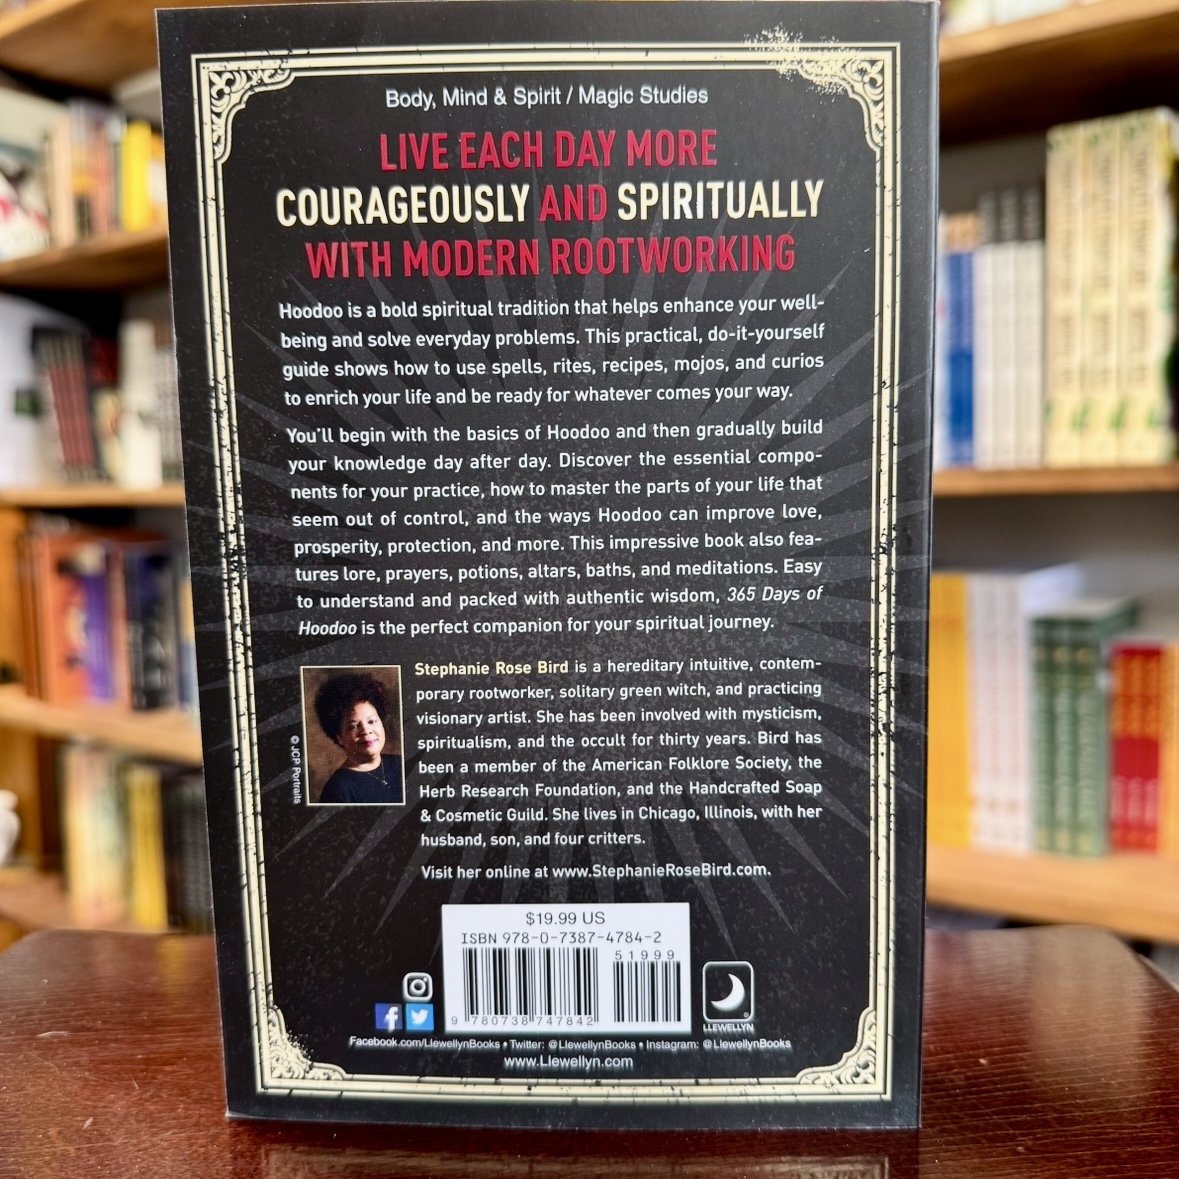 Body, Mind & Spirit / Magic Studies
LIVE EACH DAY MORE
COURAGEOUSLY AND SPIRITUALLY
WITH MODERN ROOTWORKING
Hoodoo is a bold spiritual tradition that helps enhance your well-
being and solve everyday problems. This practical, do-it-yourself
guide shows how to use spells, rites, recipes, mojos, and curios
to enrich your life and be ready for whatever comes your way.
You'll begin with the basics of Hoodoo and then gradually build
your knowledge day after day. Discover the essential compo-
nents for your practice, how to master the parts of your life that
seem out of control, and the ways Hoodoo can improve love,
prosperity, protection, and more. This impressive book also fea-
tures lore, prayers, potions, altars, baths, and meditations. Easy
to understand and packed with authentic wisdom, 365 Days of
Hoodoo is the perfect companion for your spiritual journey.
Stephanie Rose Bird is a hereditary intuitive, contem-
porary rootworker, solitary green witch, and practicing
visionary artist. She has been involved with mysticism,
spiritualism, and the occult for thirty years. Bird has
been a member of the American Folklore Society, the
Herb Research Foundation, and the Handcrafted Soap
& Cosmetic Guild. She lives in Chicago, Illinois, with her
husband, son, and four critters.
© JCP Portraits
Visit her online at www.StephanieRoseBird.com.
$19.99 US
ISBN 978-0-7387-4784-2
51999
9 780738 747842
LLEWELLYN
Facebook.com/LlewellynBooks • Twitter: @LlewellynBooks • Instagram: @LlewellynBooks
www.Llewellyn.com